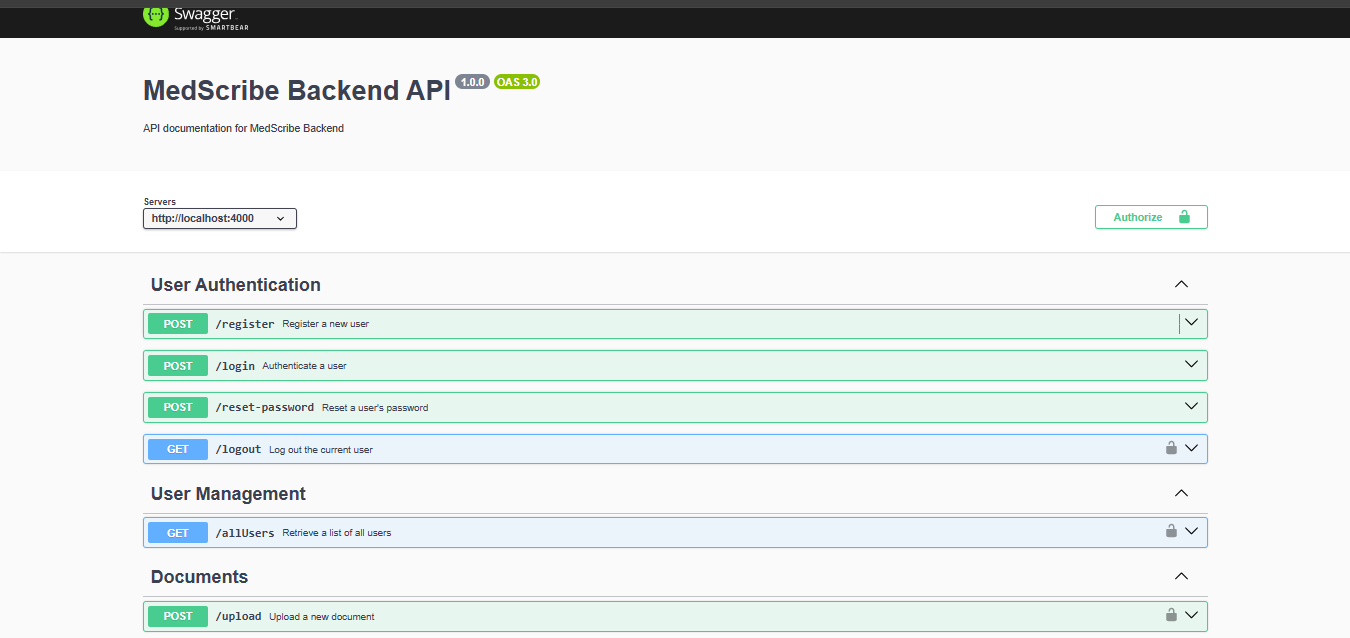 Swagger
Supported by SMARTBEAR
MedScribe Backend API 1.0.0 OAS 3.0
API documentation for MedScribe Backend
Servers
http://localhost:4000
Authorize
User Authentication
POST /register Register a new user
POST /login Authenticate a user
POST /reset-password Reset a user's password
GET /logout Log out the current user
User Management
GET /allUsers Retrieve a list of all users
Documents
POST /upload Upload a new document